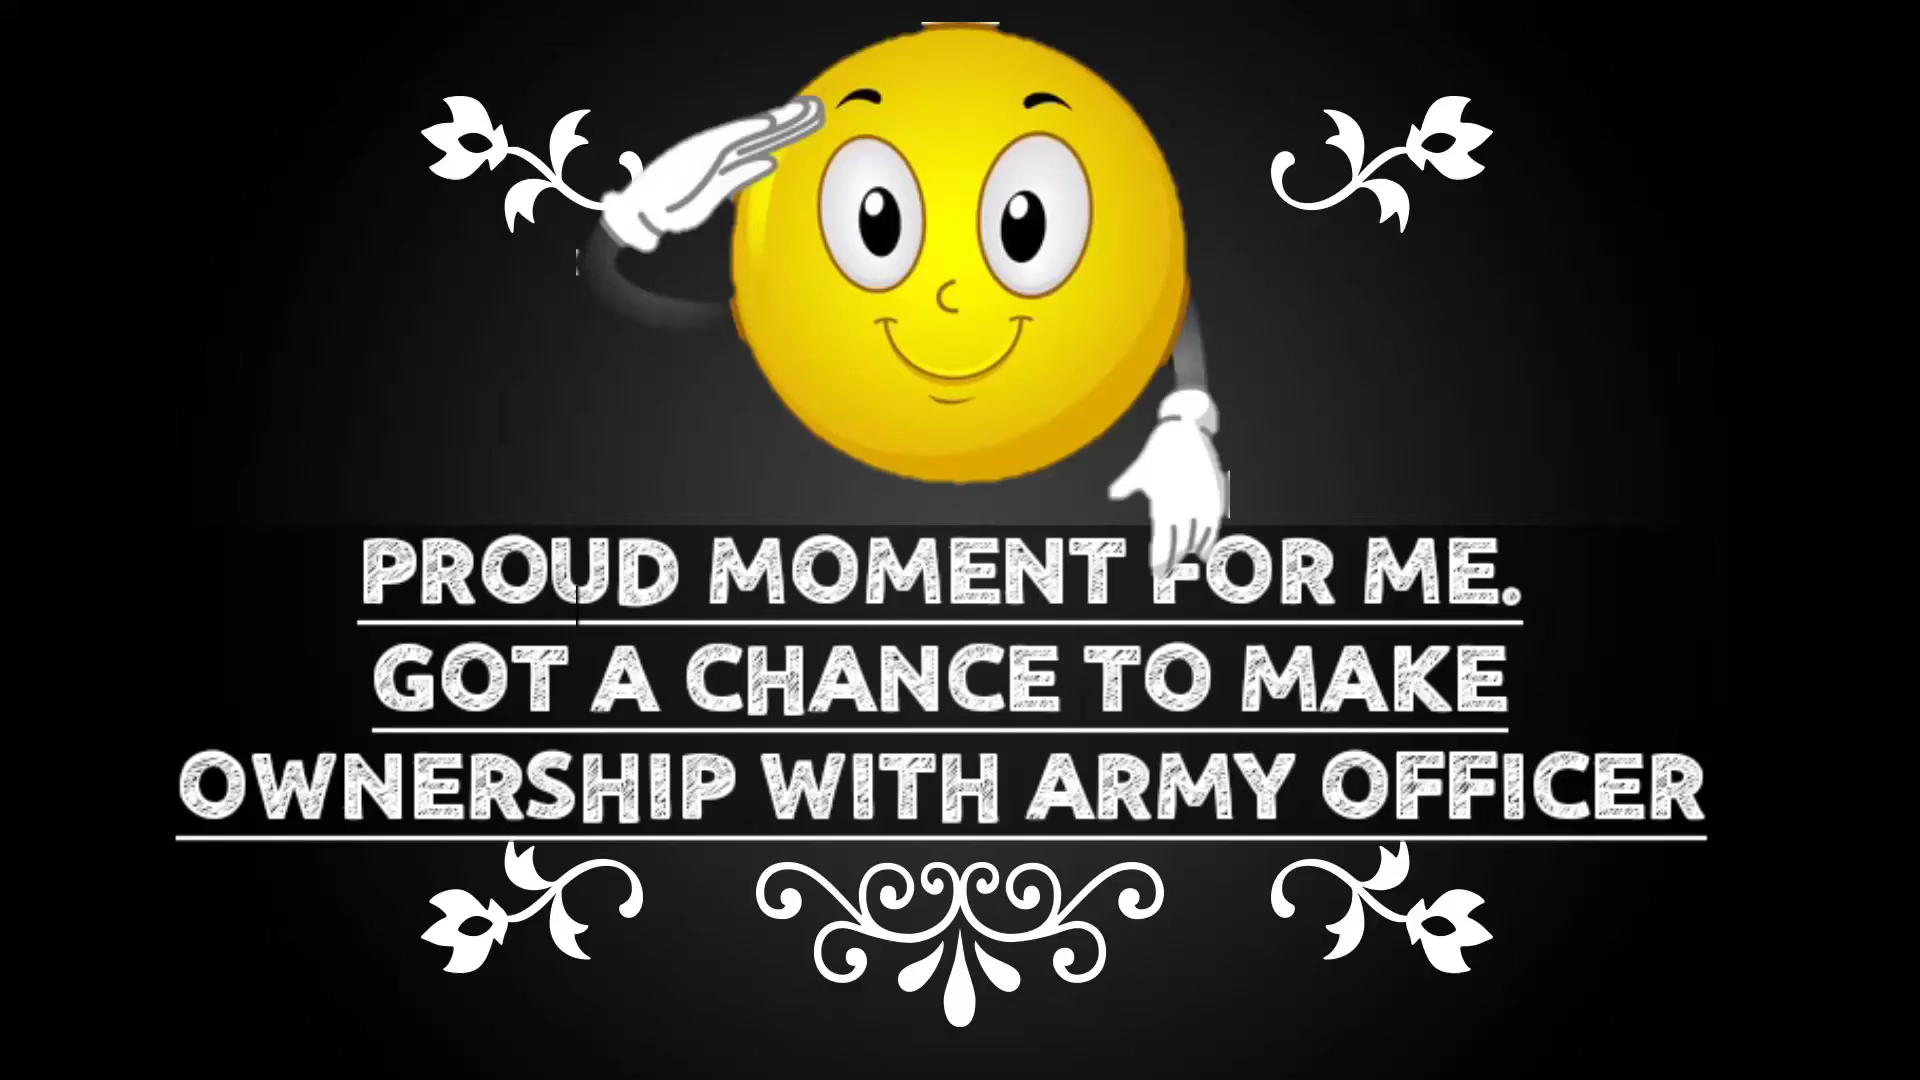 PROUD MOMENT FOR ME.
GOT A CHANCE TO MAKE
OWNERSHIP WITH ARMY OFFICER